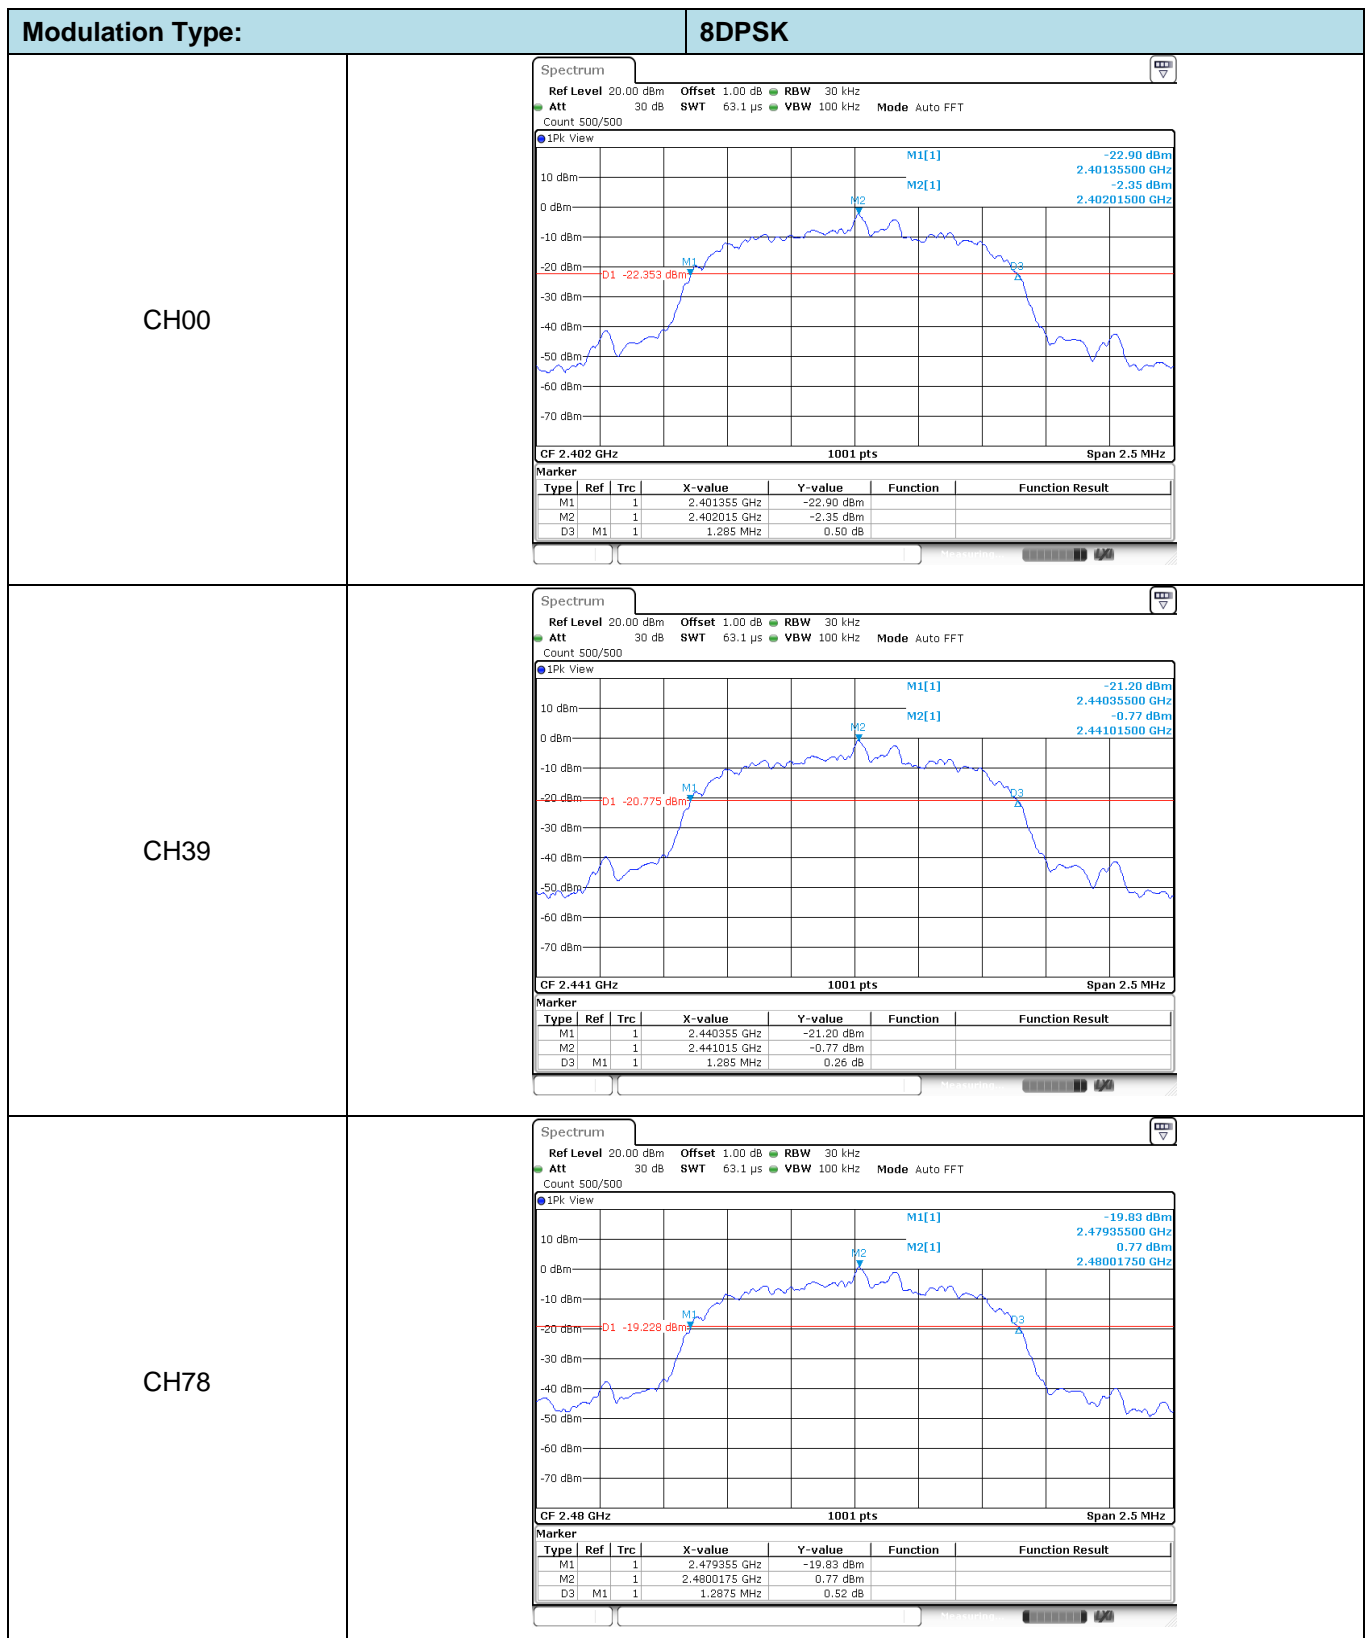 Modulation Type: 8DPSK
CH00
Spectrum
Ref Level 20.00 dBm Offset 1.00 dB RBW 30 kHz
Att 30 dB SWT 63.1 µs VBW 100 kHz Mode Auto FFT
Count 500/500
1Pk View
M1[1] -22.90 dBm
2.40135500 GHz
10 dBm
M2[1] -2.35 dBm
2.40201500 GHz
M2
0 dBm
-10 dBm
M1
D3
-20 dBm
D1 -22.353 dBm
-30 dBm
-40 dBm
-50 dBm
-60 dBm
-70 dBm
CF 2.402 GHz 1001 pts Span 2.5 MHz
Marker
Type Ref Trc X-value Y-value Function Function Result
M1 1 2.401355 GHz -22.90 dBm
M2 1 2.402015 GHz -2.35 dBm
D3 M1 1 1.285 MHz 0.50 dB
Measuring...
CH39
Spectrum
Ref Level 20.00 dBm Offset 1.00 dB RBW 30 kHz
Att 30 dB SWT 63.1 µs VBW 100 kHz Mode Auto FFT
Count 500/500
1Pk View
M1[1] -21.20 dBm
2.44035500 GHz
10 dBm
M2[1] -0.77 dBm
2.44101500 GHz
M2
0 dBm
-10 dBm
M1
D3
-20 dBm
D1 -20.775 dBm
-30 dBm
-40 dBm
-50 dBm
-60 dBm
-70 dBm
CF 2.441 GHz 1001 pts Span 2.5 MHz
Marker
Type Ref Trc X-value Y-value Function Function Result
M1 1 2.440355 GHz -21.20 dBm
M2 1 2.441015 GHz -0.77 dBm
D3 M1 1 1.285 MHz 0.26 dB
Measuring...
CH78
Spectrum
Ref Level 20.00 dBm Offset 1.00 dB RBW 30 kHz
Att 30 dB SWT 63.1 µs VBW 100 kHz Mode Auto FFT
Count 500/500
1Pk View
M1[1] -19.83 dBm
2.47935500 GHz
10 dBm
M2[1] 0.77 dBm
2.48001750 GHz
M2
0 dBm
-10 dBm
M1
D3
-20 dBm
D1 -19.228 dBm
-30 dBm
-40 dBm
-50 dBm
-60 dBm
-70 dBm
CF 2.48 GHz 1001 pts Span 2.5 MHz
Marker
Type Ref Trc X-value Y-value Function Function Result
M1 1 2.479355 GHz -19.83 dBm
M2 1 2.4800175 GHz 0.77 dBm
D3 M1 1 1.2875 MHz 0.52 dB
Measuring...